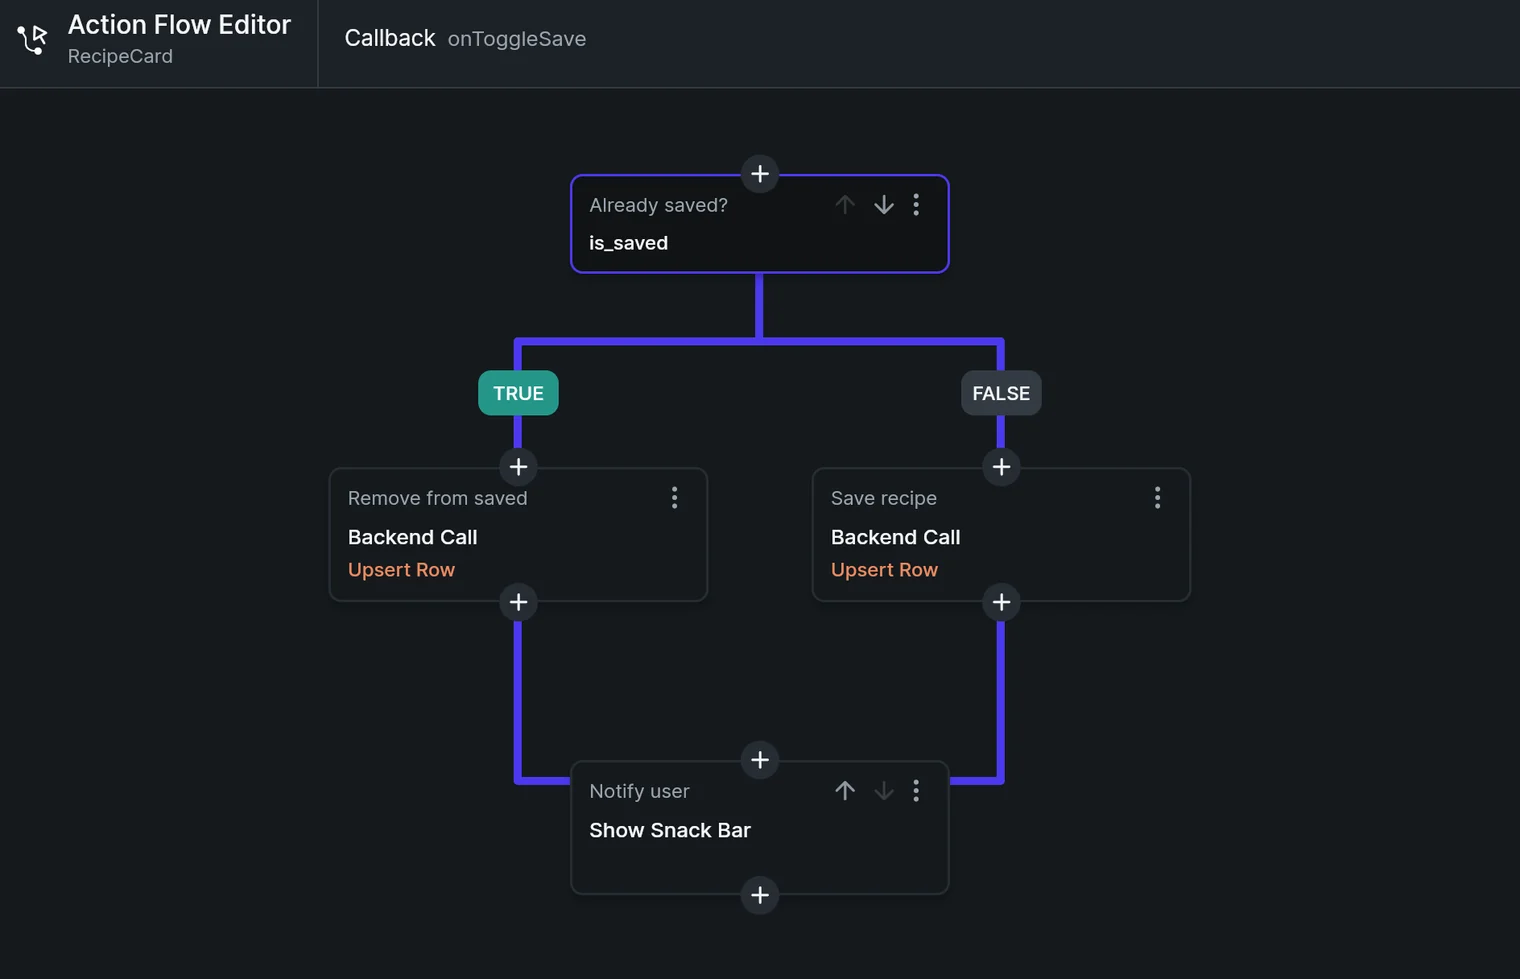 Action Flow Editor
RecipeCard
Callback onToggleSave
Already saved?
is_saved
TRUE
FALSE
Remove from saved
Backend Call
Upsert Row
Save recipe
Backend Call
Upsert Row
Notify user
Show Snack Bar